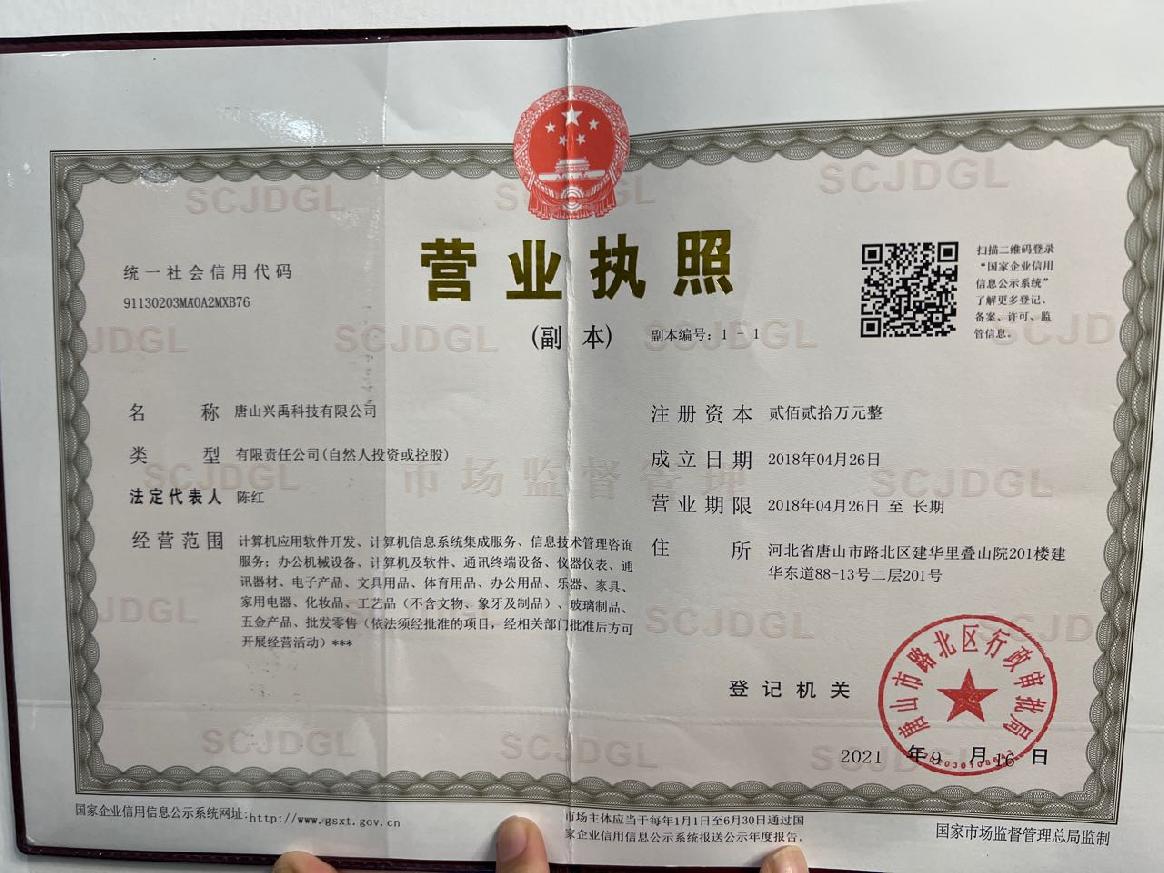 营业执照
(副 本) 副本编号：1 - 1
统一社会信用代码
91130203MA0A2MXB76
扫描二维码登录
“国家企业信用
信息公示系统”
了解更多登记、
备案、许可、监
管信息。
名 称 唐山兴禹科技有限公司
类 型 有限责任公司(自然人投资或控股)
法定代表人 陈红
经营范围 计算机应用软件开发、计算机信息系统集成服务、信息技术管理咨询
服务；办公机械设备、计算机及软件、通讯终端设备、仪器仪表、通
讯器材、电子产品、文具用品、体育用品、办公用品、乐器、家具、
家用电器、化妆品、工艺品（不含文物、象牙及制品）、玻璃制品、
五金产品、批发零售（依法须经批准的项目，经相关部门批准后方可
开展经营活动）***
注册资本 贰佰贰拾万元整
成立日期 2018年04月26日
营业期限 2018年04月26日 至 长期
住 所 河北省唐山市路北区建华里叠山院201楼建
华东道88-13号二层201号
登记机关
唐山市路北区行政审批局
2021 年 9 月 16 日
SCJDGL
市场监督管理
国家企业信用信息公示系统网址:http://www.gsxt.gov.cn
市场主体应当于每年1月1日至6月30日通过国
家企业信用信息公示系统报送公示年度报告。
国家市场监督管理总局监制